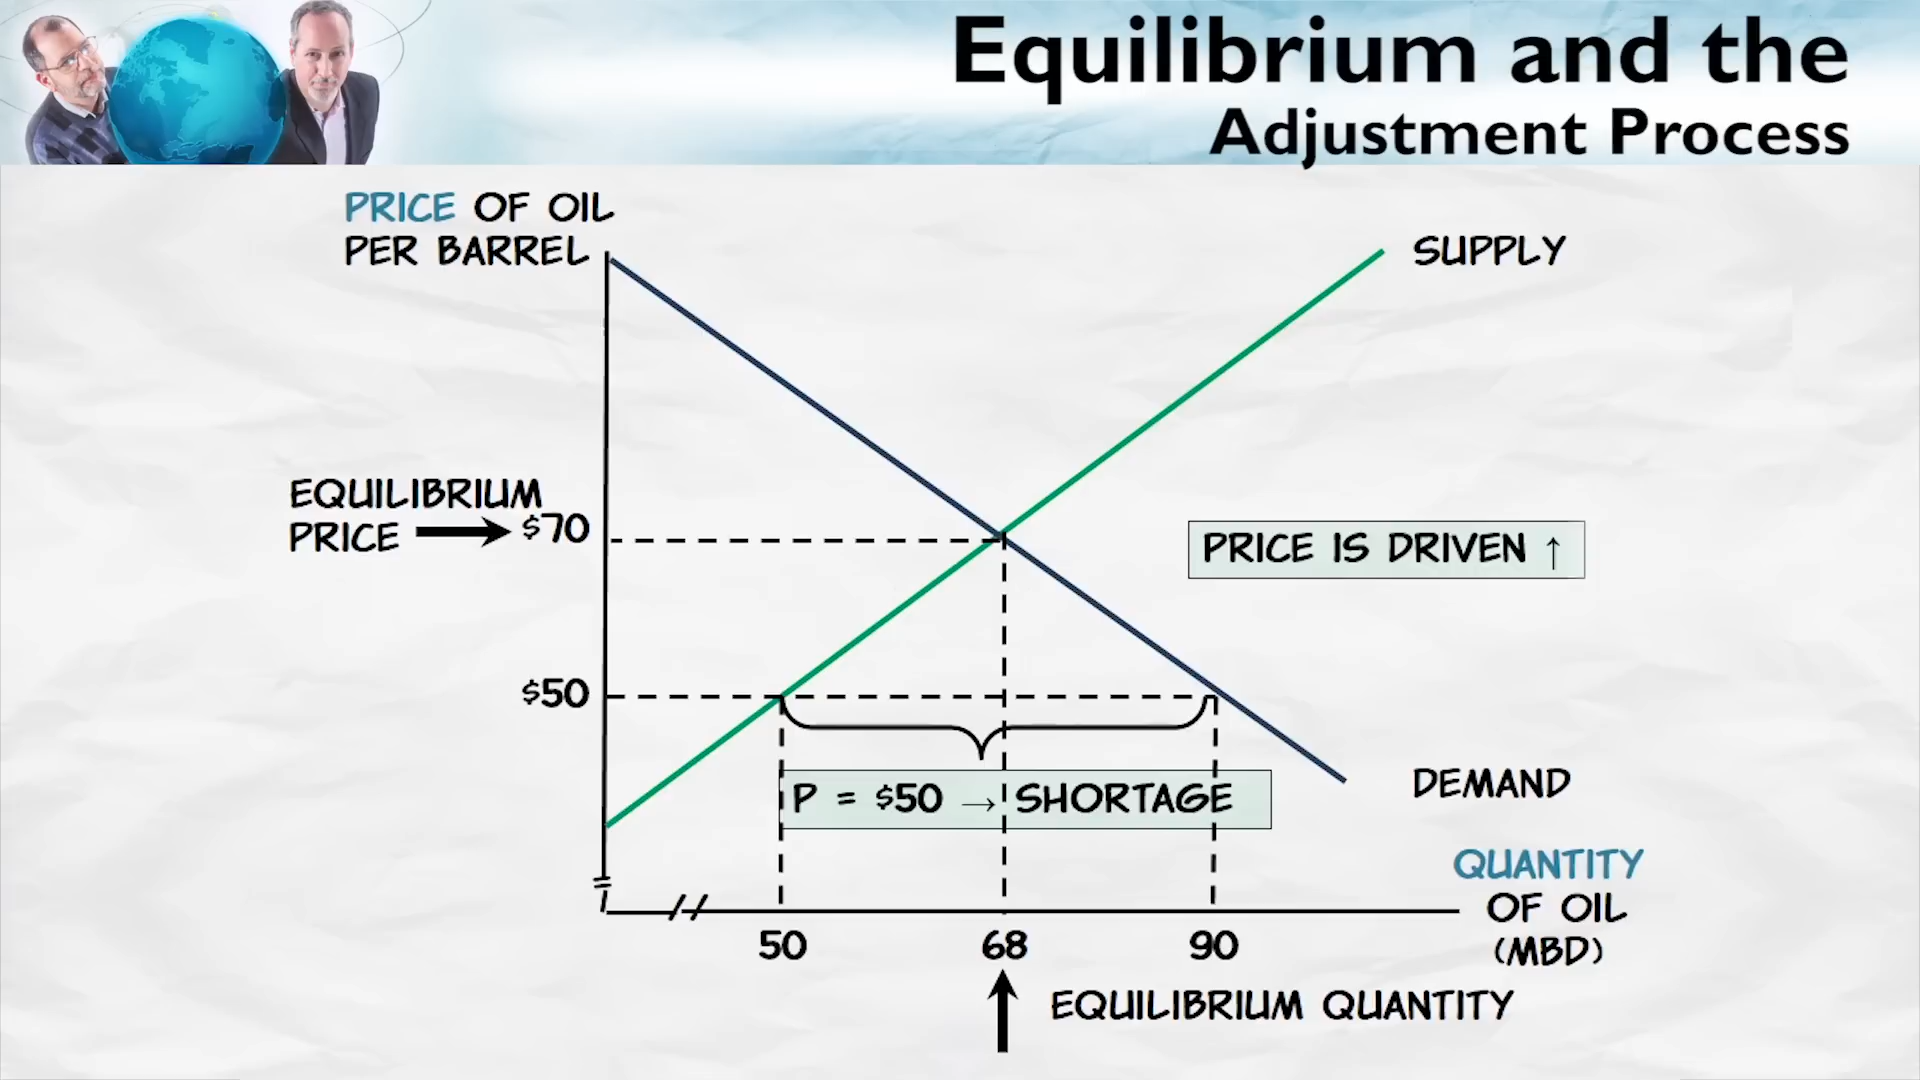 Equilibrium and the
Adjustment Process
PRICE OF OIL
PER BARREL
SUPPLY
EQUILIBRIUM
PRICE → $70
PRICE IS DRIVEN ↑
$50
P = $50 → SHORTAGE
DEMAND
QUANTITY
OF OIL
(MBD)
50 68 90
EQUILIBRIUM QUANTITY